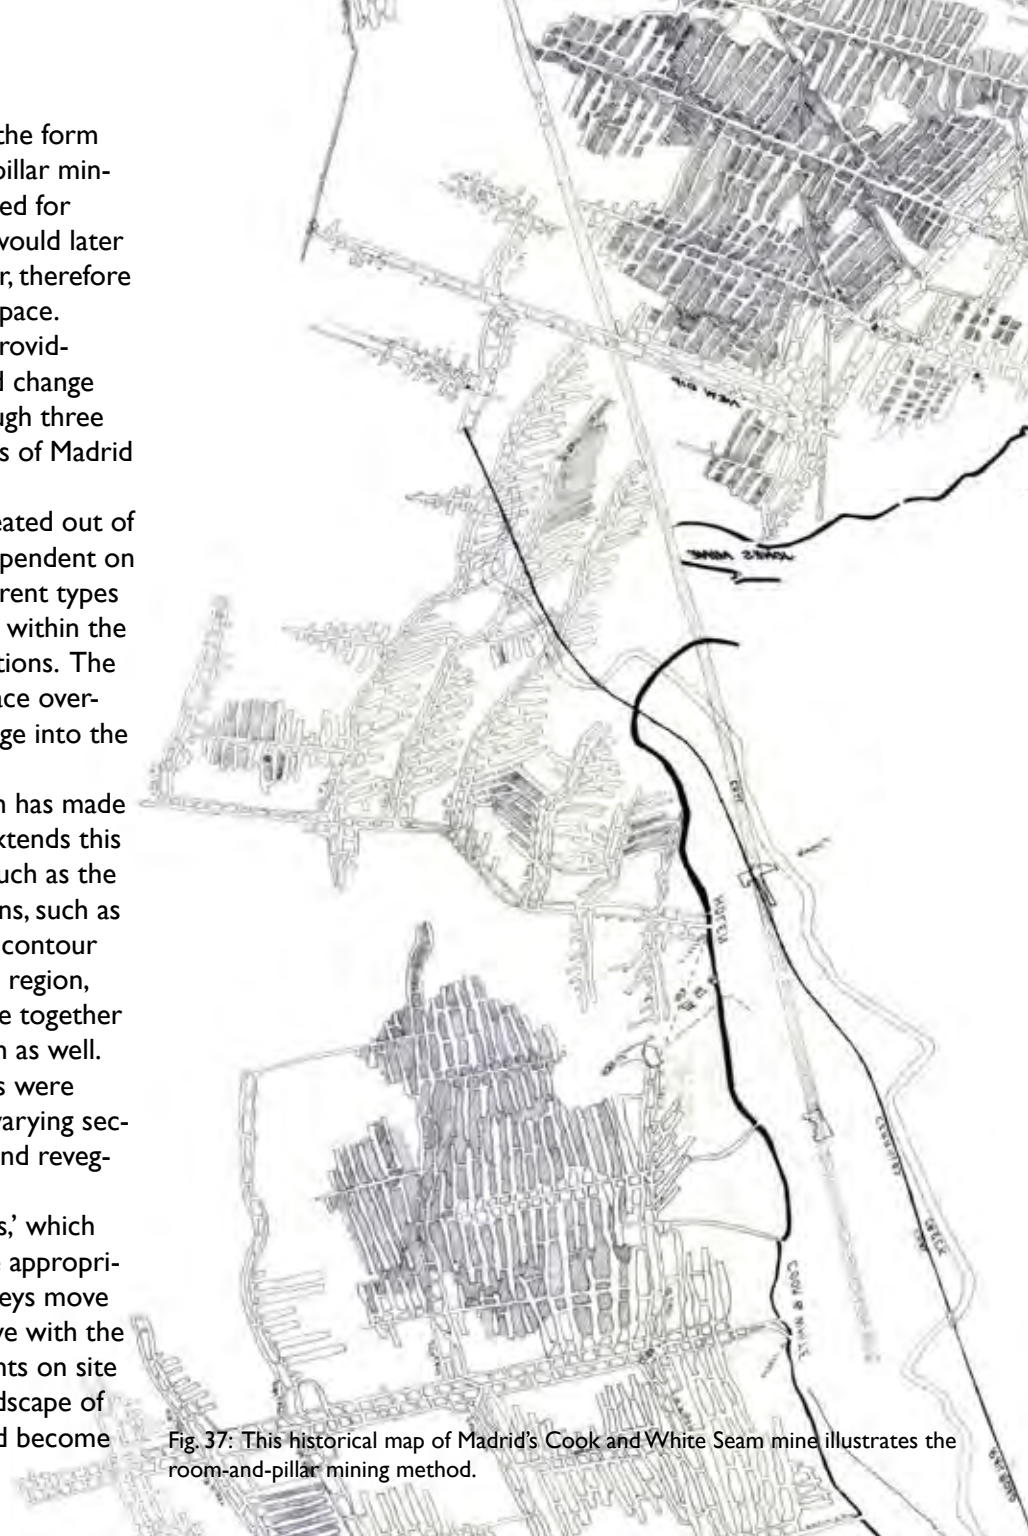 the form
pillar min-
ed for
would later
r, therefore
pace.
rovid-
d change
ugh three
s of Madrid
eated out of
pendent on
rent types
within the
tions. The
ace over-
ge into the
n has made
xtends this
uch as the
ns, such as
contour
region,
e together
n as well.
s were
varying sec-
nd reveg-
s,’ which
e appropri-
eys move
ve with the
nts on site
dscape of
d become
JONES MINE
COOK & WHITE
Fig. 37: This historical map of Madrid’s Cook and White Seam mine illustrates the
room-and-pillar mining method.